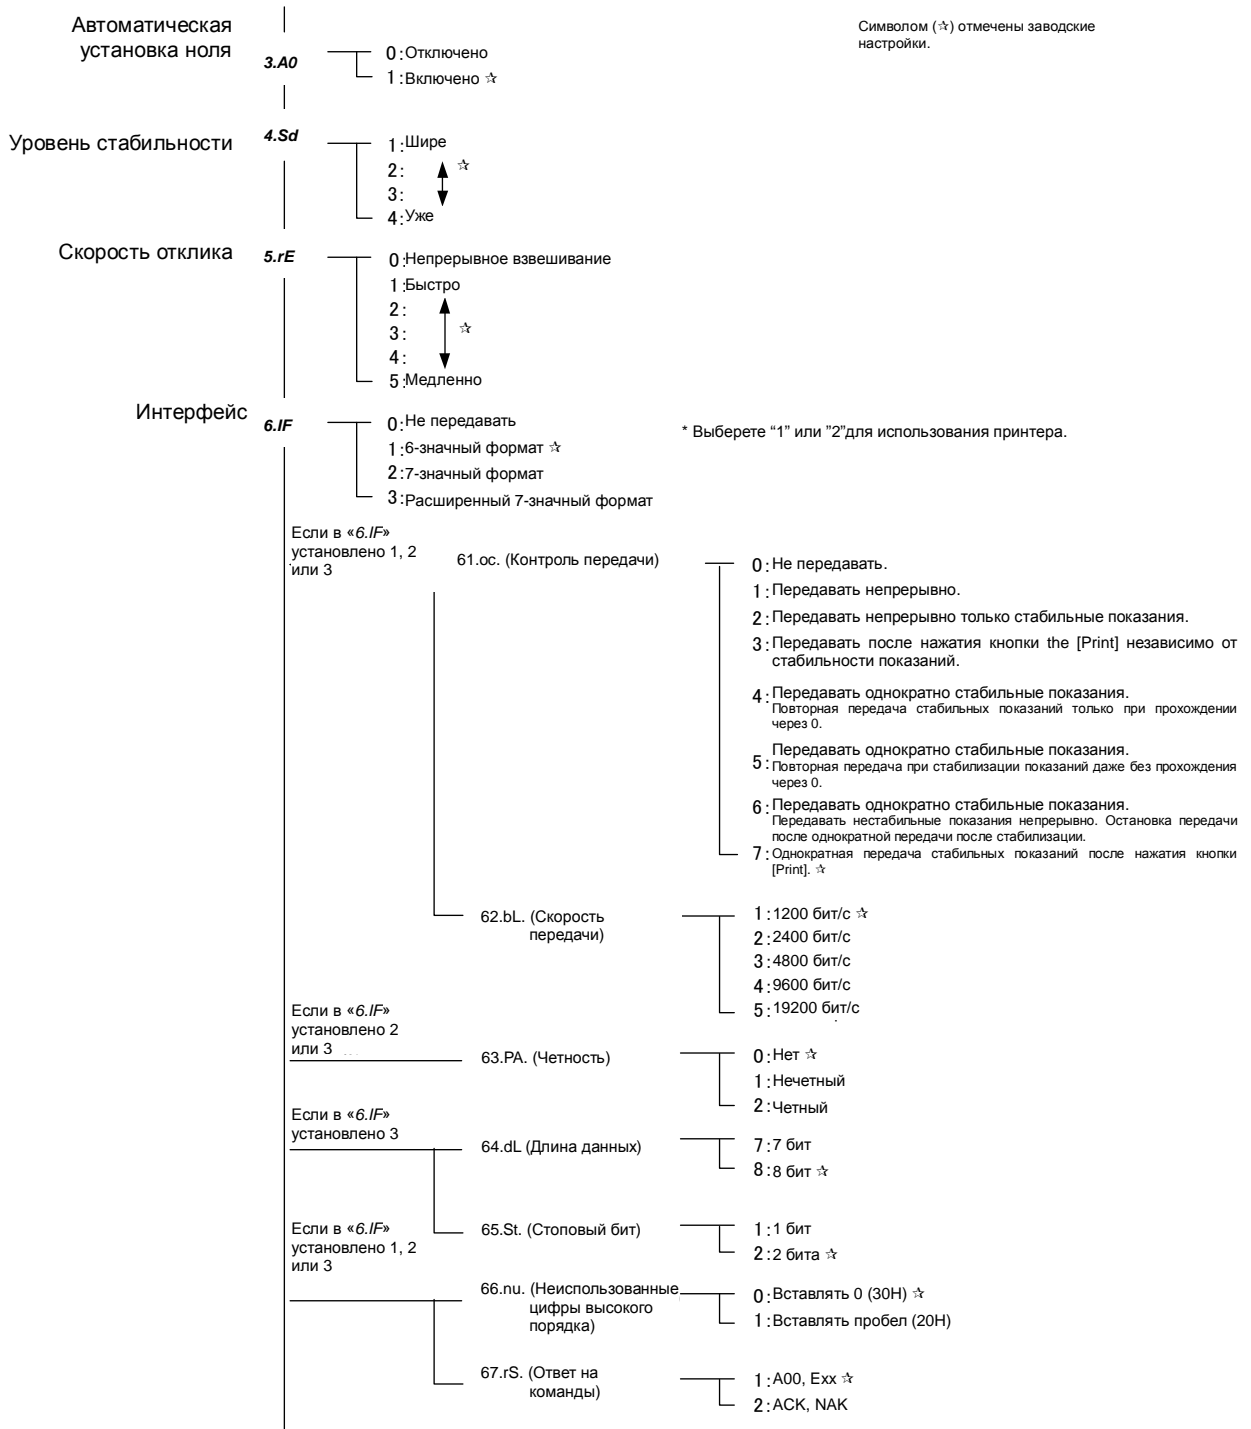 Автоматическая
установка ноля
Символом (☆) отмечены заводские
настройки.
3.A0
0:Отключено
1:Включено ☆
Уровень стабильности
4.Sd
1:Шире
2: ☆
3:
4:Уже
Скорость отклика
5.rE
0:Непрерывное взвешивание
1:Быстро
2:
3: ☆
4:
5:Медленно
Интерфейс
6.IF
0:Не передавать
1:6-значный формат ☆
2:7-значный формат
3:Расширенный 7-значный формат
* Выберете “1” или ”2”для использования принтера.
Если в «6.IF»
установлено 1, 2
или 3
61.oc. (Контроль передачи)
0:Не передавать.
1:Передавать непрерывно.
2:Передавать непрерывно только стабильные показания.
3:Передавать после нажатия кнопки the [Print] независимо от
стабильности показаний.
4:Передавать однократно стабильные показания.
Повторная передача стабильных показаний только при прохождении
через 0.
5:Передавать однократно стабильные показания.
Повторная передача при стабилизации показаний даже без прохождения
через 0.
6:Передавать однократно стабильные показания.
Передавать нестабильные показания непрерывно. Остановка передачи
после однократной передачи после стабилизации.
7:Однократная передача стабильных показаний после нажатия кнопки
[Print]. ☆
62.bL. (Скорость
передачи)
1:1200 бит/с ☆
2:2400 бит/с
3:4800 бит/с
4:9600 бит/с
5:19200 бит/с
Если в «6.IF»
установлено 2
или 3
63.PA. (Четность)
0:Нет ☆
1:Нечетный
2:Четный
Если в «6.IF»
установлено 3
64.dL (Длина данных)
7:7 бит
8:8 бит ☆
65.St. (Стоповый бит)
1:1 бит
2:2 бита ☆
Если в «6.IF»
установлено 1, 2
или 3
66.nu. (Неиспользованные
цифры высокого
порядка)
0:Вставлять 0 (30H) ☆
1:Вставлять пробел (20H)
67.rS. (Ответ на
команды)
1:A00, Exx ☆
2:ACK, NAK